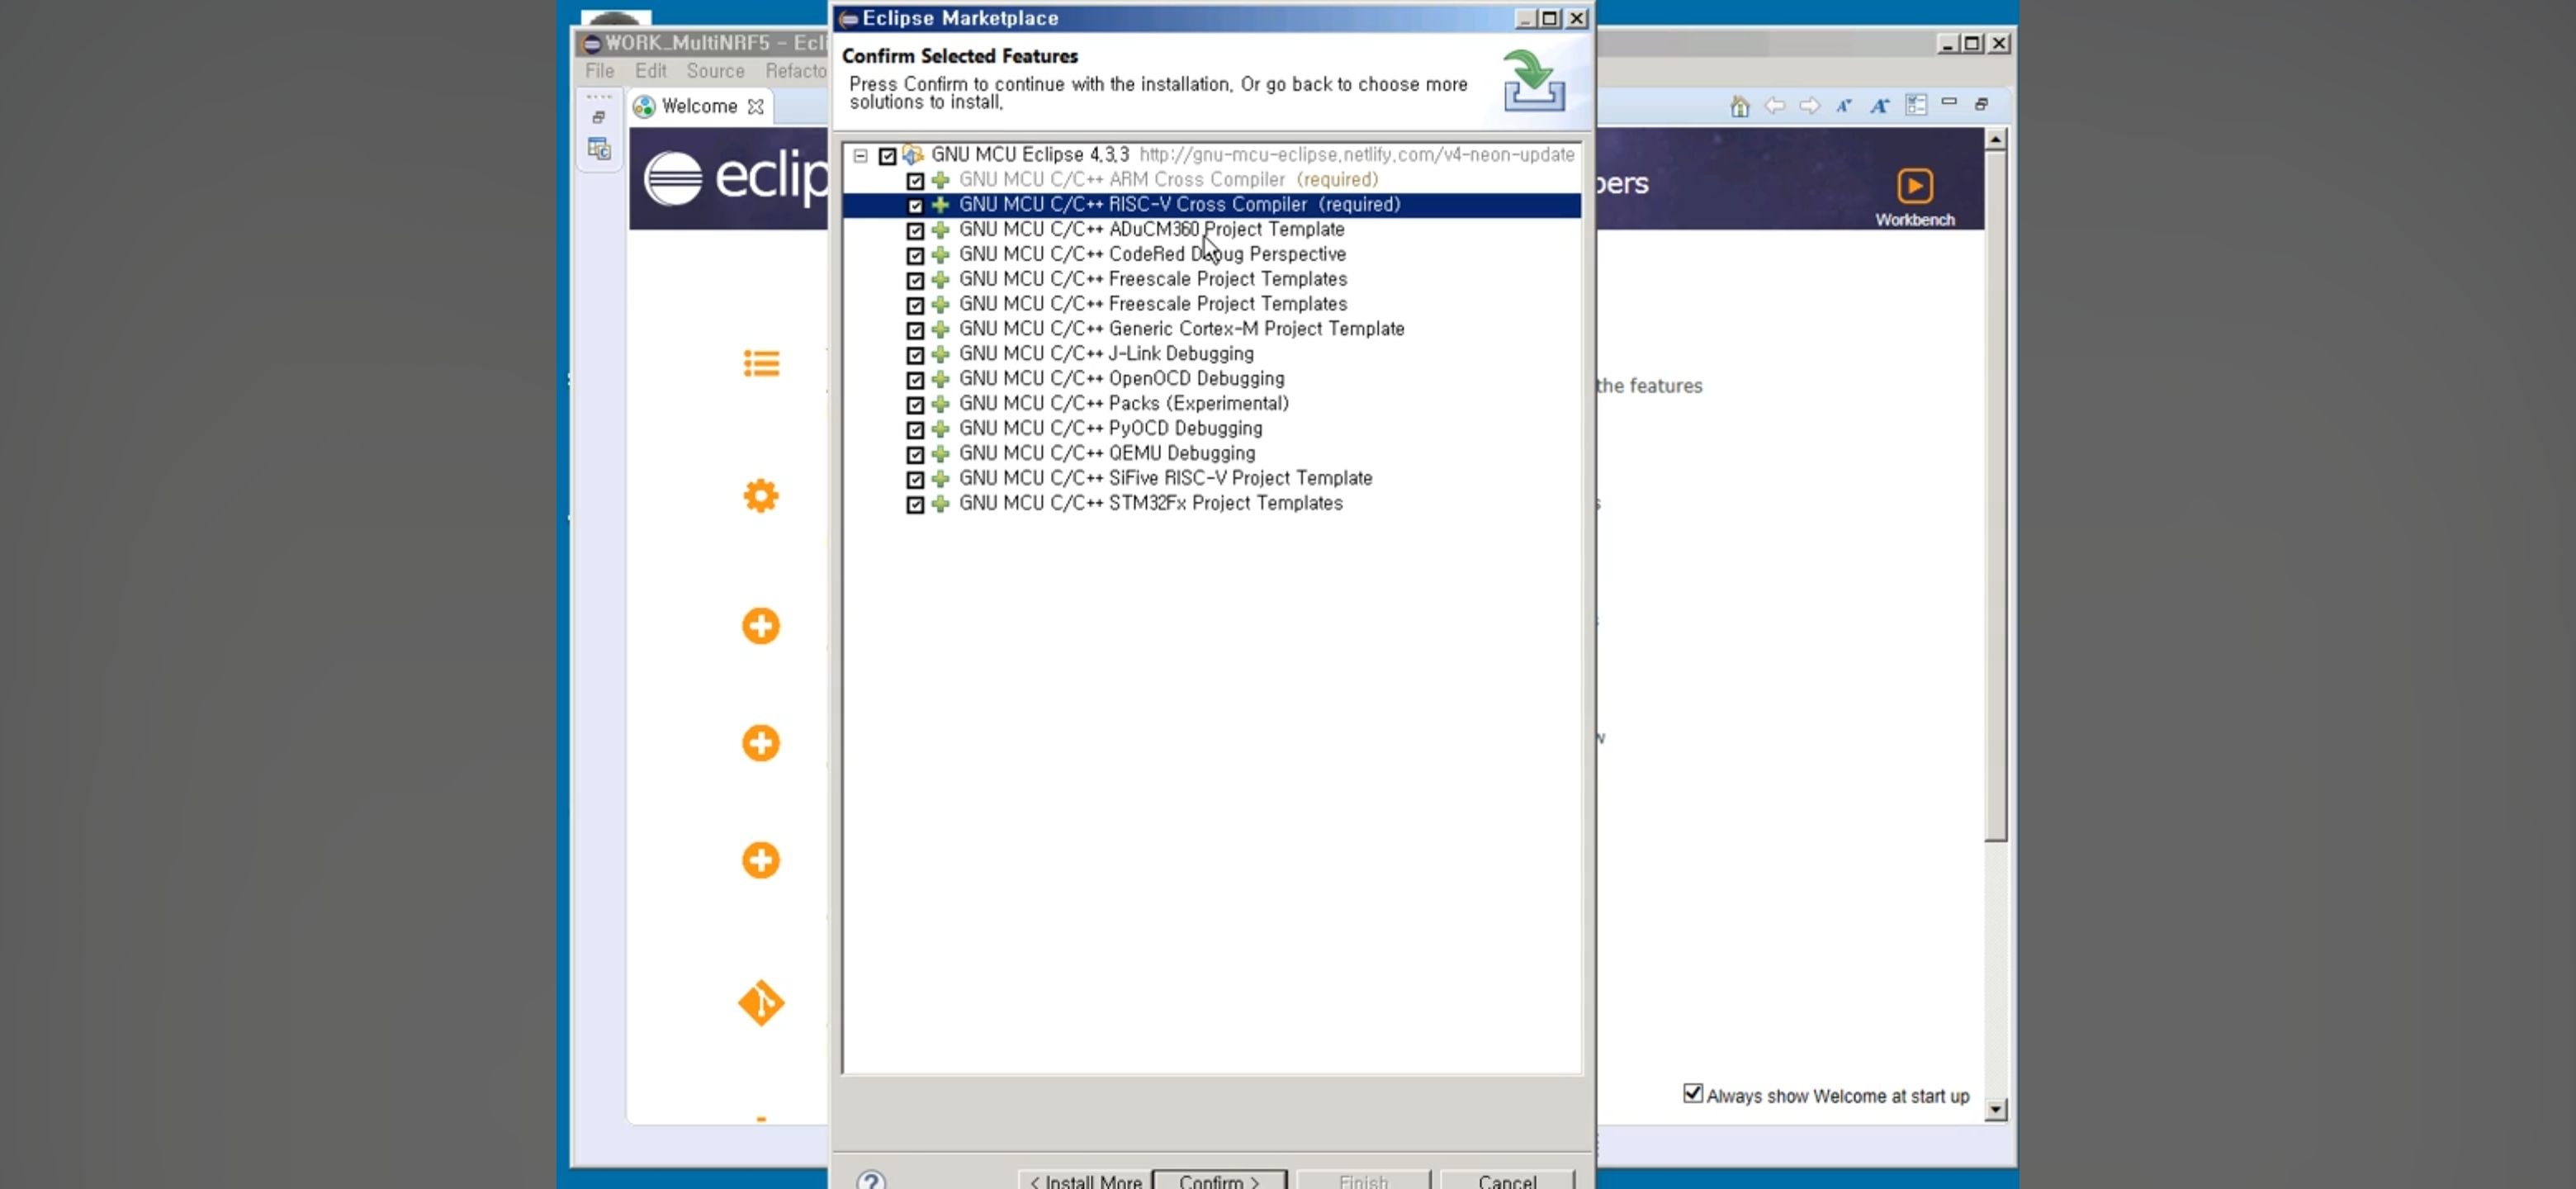 Eclipse Marketplace
WORK_MultiNRF5 - Ecli
Confirm Selected Features
File Edit Source Refacto
Press Confirm to continue with the installation. Or go back to choose more
solutions to install.
Welcome
GNU MCU Eclipse 4.3.3 http://gnu-mcu-eclipse.netlify.com/v4-neon-update
GNU MCU C/C++ ARM Cross Compiler (required)
GNU MCU C/C++ RISC-V Cross Compiler (required)
GNU MCU C/C++ ADuCM360 Project Template
GNU MCU C/C++ CodeRed Debug Perspective
GNU MCU C/C++ Freescale Project Templates
GNU MCU C/C++ Freescale Project Templates
GNU MCU C/C++ Generic Cortex-M Project Template
GNU MCU C/C++ J-Link Debugging
GNU MCU C/C++ OpenOCD Debugging
GNU MCU C/C++ Packs (Experimental)
GNU MCU C/C++ PyOCD Debugging
GNU MCU C/C++ QEMU Debugging
GNU MCU C/C++ SiFive RISC-V Project Template
GNU MCU C/C++ STM32Fx Project Templates
eclip
pers
Workbench
the features
Always show Welcome at start up
< Install More Confirm > Finish Cancel